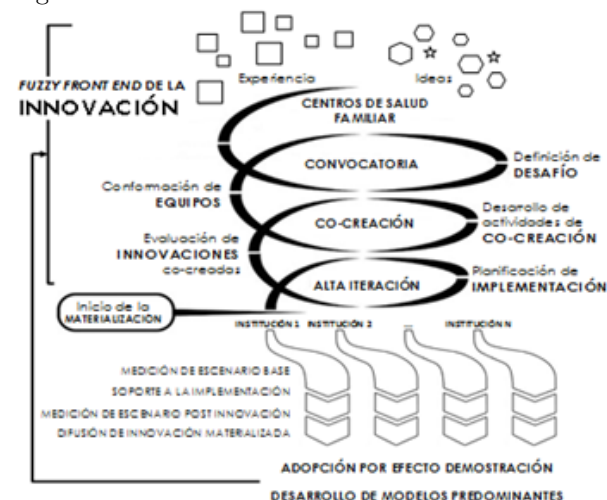 Experiencia
Ideas
FUZZY FRONT END DE LA
INNOVACIÓN
CENTROS DE SALUD
FAMILIAR
CONVOCATORIA
Definición de
DESAFÍO
Conformación de
EQUIPOS
CO-CREACIÓN
Desarrollo de
actividades de
CO-CREACIÓN
Evaluación de
INNOVACIONES
co-creadas
ALTA ITERACIÓN
Planificación de
IMPLEMENTACIÓN
Inicio de la
MATERIALIZACIÓN
INSTITUCIÓN 1 INSTITUCIÓN 2 ... INSTITUCIÓN N
MEDICIÓN DE ESCENARIO BASE
SOPORTE A LA IMPLEMENTACIÓN
MEDICIÓN DE ESCENARIO POST INNOVACIÓN
DIFUSIÓN DE INNOVACIÓN MATERIALIZADA
ADOPCIÓN POR EFECTO DEMOSTRACIÓN
DESARROLLO DE MODELOS PREDOMINANTES